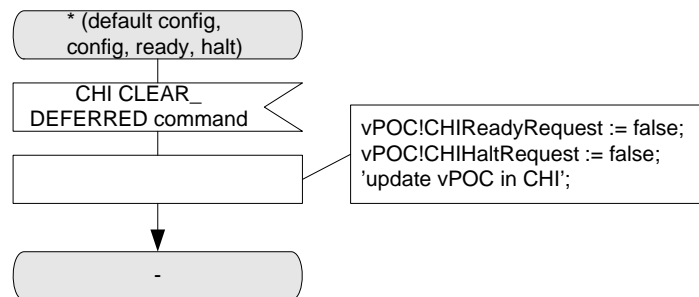 * (default config,
config, ready, halt)
CHI CLEAR_
DEFERRED command
vPOC!CHIReadyRequest := false;
vPOC!CHIHaltRequest := false;
'update vPOC in CHI';
-